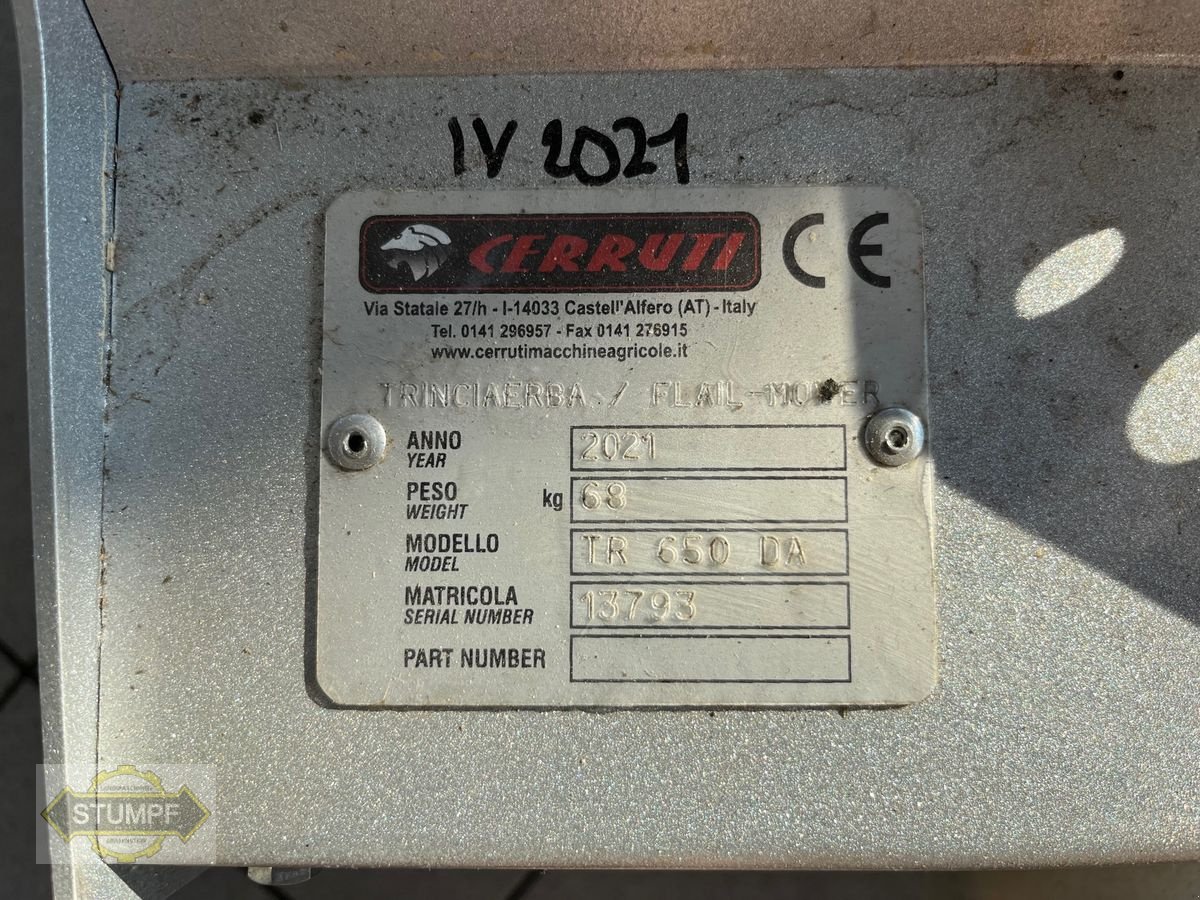 IV 2021
CERRUTI CE
Via Statale 27/h - I-14033 Castell'Alfero (AT) - Italy
Tel. 0141 296957 - Fax 0141 276915
www.cerrutimacchineagricole.it
TRINCIAERBA / FLAIL-MOWER
ANNO 2021
YEAR
PESO kg 68
WEIGHT
MODELLO TR 650 DA
MODEL
MATRICOLA 13793
SERIAL NUMBER
PART NUMBER
STUMPF